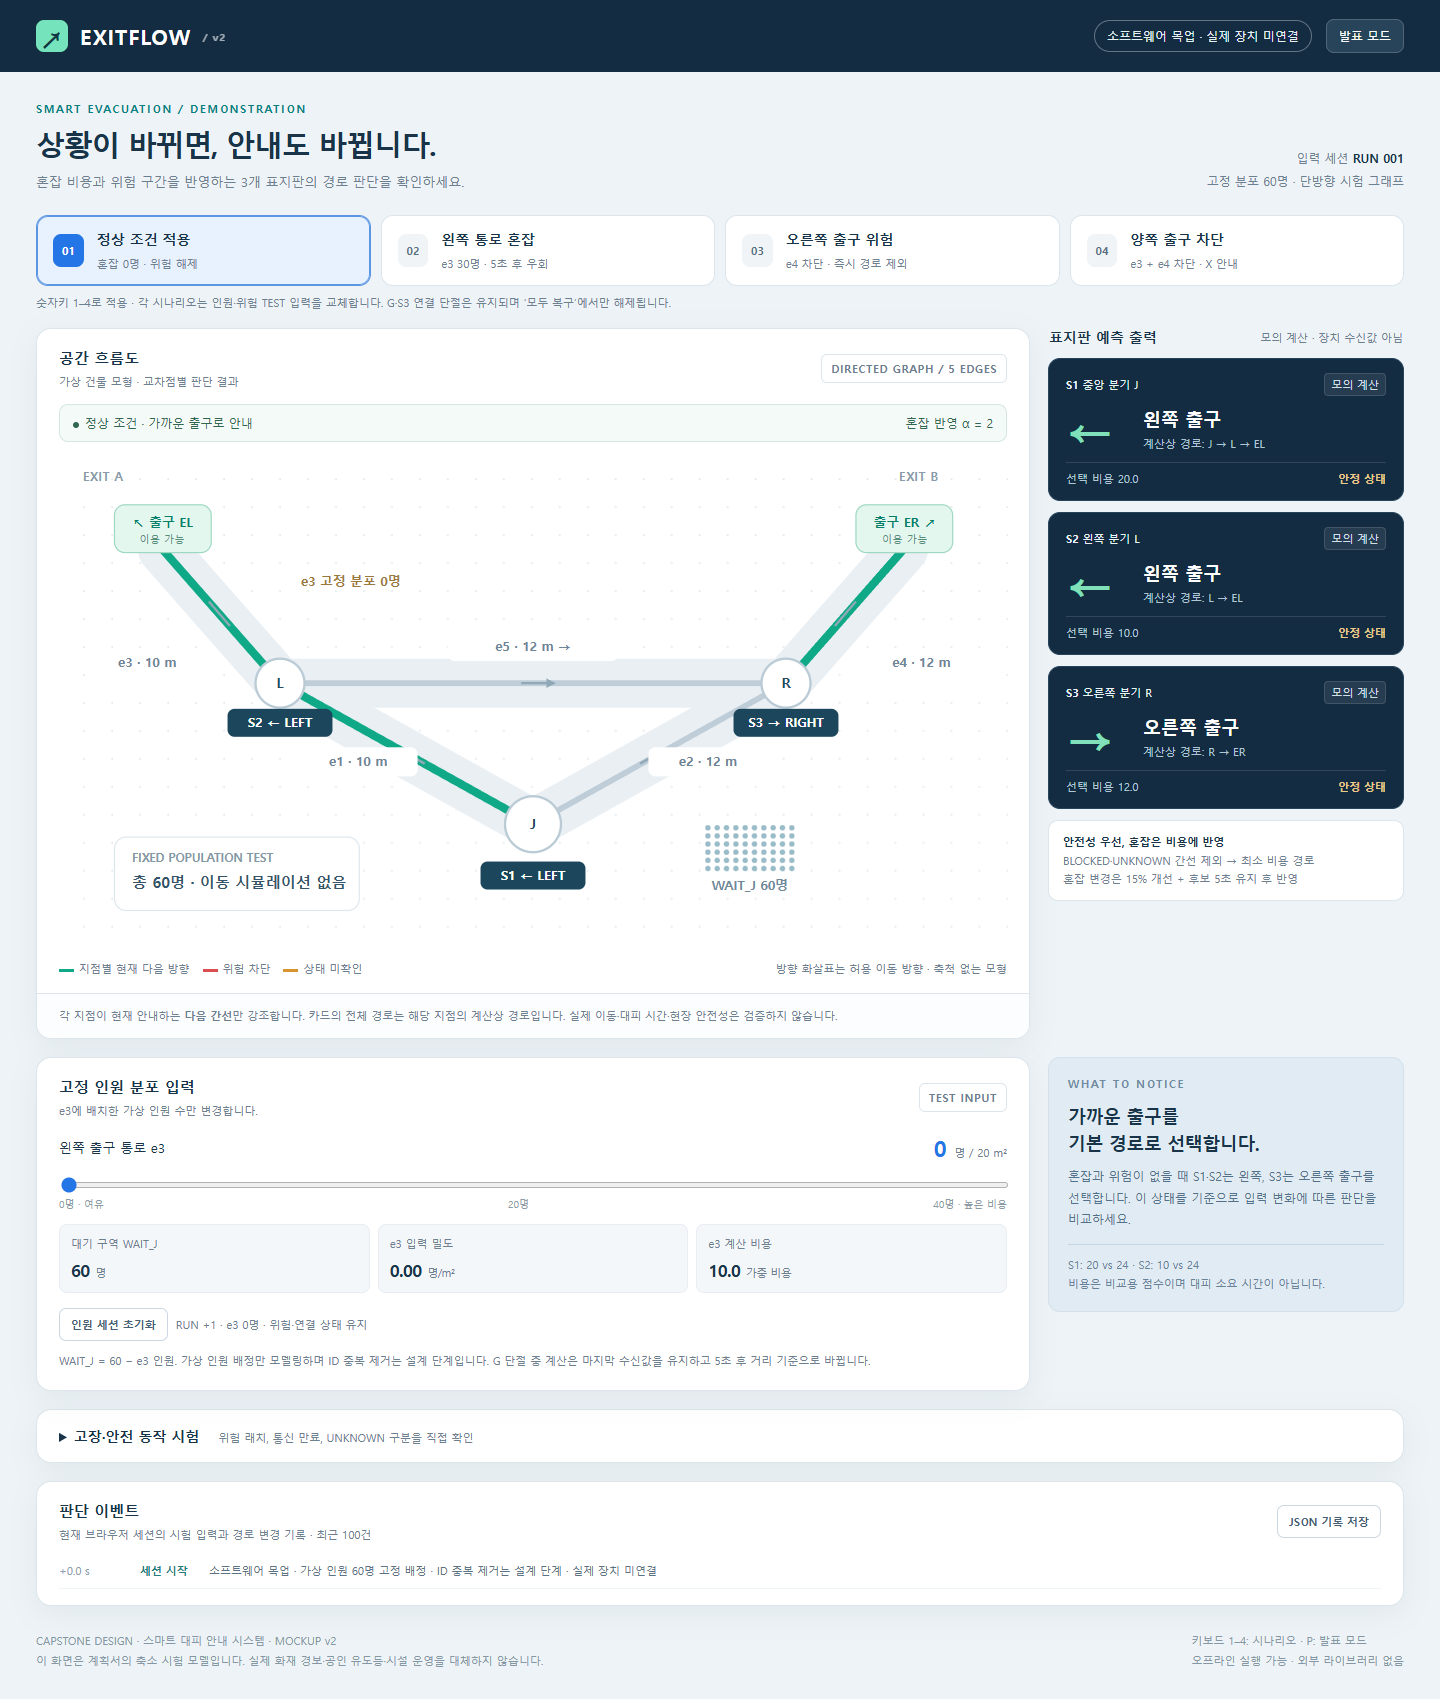 EXITFLOW / v2
소프트웨어 목업 · 실제 장치 미연결
발표 모드
SMART EVACUATION / DEMONSTRATION
상황이 바뀌면, 안내도 바뀝니다.
혼잡 비용과 위험 구간을 반영하는 3개 표지판의 경로 판단을 확인하세요.
입력 세션 RUN 001
고정 분포 60명 · 단방향 시험 그래프
01
정상 조건 적용
혼잡 0명 · 위험 해제
02
왼쪽 통로 혼잡
e3 30명 · 5초 후 우회
03
오른쪽 출구 위험
e4 차단 · 즉시 경로 제외
04
양쪽 출구 차단
e3 + e4 차단 · X 안내
숫자키 1–4로 적용 · 각 시나리오는 인원·위험 TEST 입력을 교체합니다. G·S3 연결 단절은 유지되며 ‘모두 복구’에서만 해제됩니다.
공간 흐름도
가상 건물 모형 · 교차점별 판단 결과
DIRECTED GRAPH / 5 EDGES
● 정상 조건 · 가까운 출구로 안내
혼잡 반영 α = 2
EXIT A
EXIT B
↖ 출구 EL
이용 가능
출구 ER ↗
이용 가능
e3 고정 분포 0명
e5 · 12 m →
e3 · 10 m
e4 · 12 m
L
R
S2 ← LEFT
S3 → RIGHT
e1 · 10 m
e2 · 12 m
J
S1 ← LEFT
WAIT_J 60명
FIXED POPULATION TEST
총 60명 · 이동 시뮬레이션 없음
지점별 현재 다음 방향
위험 차단
상태 미확인
방향 화살표는 허용 이동 방향 · 축척 없는 모형
각 지점이 현재 안내하는 다음 간선만 강조합니다. 카드의 전체 경로는 해당 지점의 계산상 경로입니다. 실제 이동·대피 시간·현장 안전성은 검증하지 않습니다.
표지판 예측 출력
모의 계산 · 장치 수신값 아님
S1 중앙 분기 J
모의 계산
←
왼쪽 출구
계산상 경로: J → L → EL
선택 비용 20.0
안정 상태
S2 왼쪽 분기 L
모의 계산
←
왼쪽 출구
계산상 경로: L → EL
선택 비용 10.0
안정 상태
S3 오른쪽 분기 R
모의 계산
→
오른쪽 출구
계산상 경로: R → ER
선택 비용 12.0
안정 상태
안전성 우선, 혼잡은 비용에 반영
BLOCKED·UNKNOWN 간선 제외 → 최소 비용 경로
혼잡 변경은 15% 개선 + 후보 5초 유지 후 반영
고정 인원 분포 입력
e3에 배치한 가상 인원 수만 변경합니다.
TEST INPUT
왼쪽 출구 통로 e3
0 명 / 20 m²
0명 · 여유
20명
40명 · 높은 비용
대기 구역 WAIT_J
60 명
e3 입력 밀도
0.00 명/m²
e3 계산 비용
10.0 가중 비용
인원 세션 초기화
RUN +1 · e3 0명 · 위험·연결 상태 유지
WAIT_J = 60 − e3 인원. 가상 인원 배정만 모델링하며 ID 중복 제거는 설계 단계입니다. G 단절 중 계산은 마지막 수신값을 유지하고 5초 후 거리 기준으로 바뀝니다.
WHAT TO NOTICE
가까운 출구를
기본 경로로 선택합니다.
혼잡과 위험이 없을 때 S1·S2는 왼쪽, S3는 오른쪽 출구를
선택합니다. 이 상태를 기준으로 입력 변화에 따른 판단을
비교하세요.
S1: 20 vs 24 · S2: 10 vs 24
비용은 비교용 점수이며 대피 소요 시간이 아닙니다.
▶ 고장·안전 동작 시험
위험 래치, 통신 만료, UNKNOWN 구분을 직접 확인
판단 이벤트
현재 브라우저 세션의 시험 입력과 경로 변경 기록 · 최근 100건
JSON 기록 저장
+0.0 s
세션 시작
소프트웨어 목업 · 가상 인원 60명 고정 배정 · ID 중복 제거는 설계 단계 · 실제 장치 미연결
CAPSTONE DESIGN · 스마트 대피 안내 시스템 · MOCKUP v2
이 화면은 계획서의 축소 시험 모델입니다. 실제 화재 경보·공인 유도등·시설 운영을 대체하지 않습니다.
키보드 1–4: 시나리오 · P: 발표 모드
오프라인 실행 가능 · 외부 라이브러리 없음